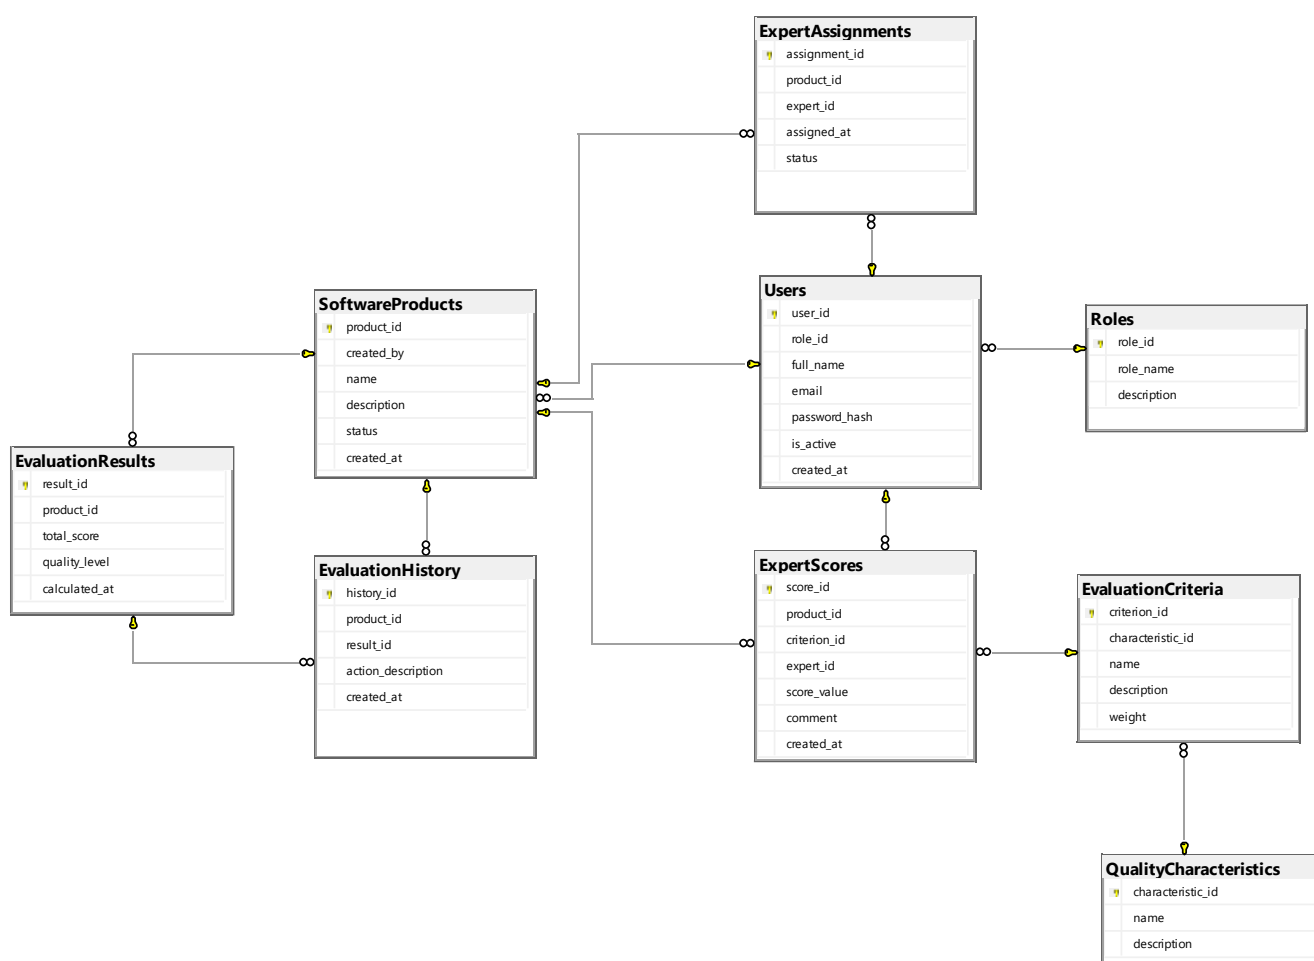 ExpertAssignments
assignment_id
product_id
expert_id
assigned_at
status
SoftwareProducts
product_id
created_by
name
description
status
created_at
Users
user_id
role_id
full_name
email
password_hash
is_active
created_at
Roles
role_id
role_name
description
EvaluationResults
result_id
product_id
total_score
quality_level
calculated_at
EvaluationHistory
history_id
product_id
result_id
action_description
created_at
ExpertScores
score_id
product_id
criterion_id
expert_id
score_value
comment
created_at
EvaluationCriteria
criterion_id
characteristic_id
name
description
weight
QualityCharacteristics
characteristic_id
name
description